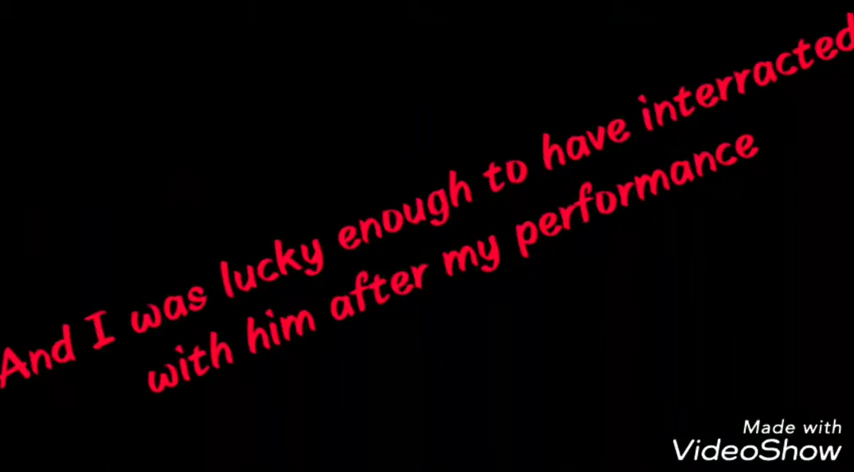 And I was lucky enough to have interracted
with him after my performance
Made with
VideoShow